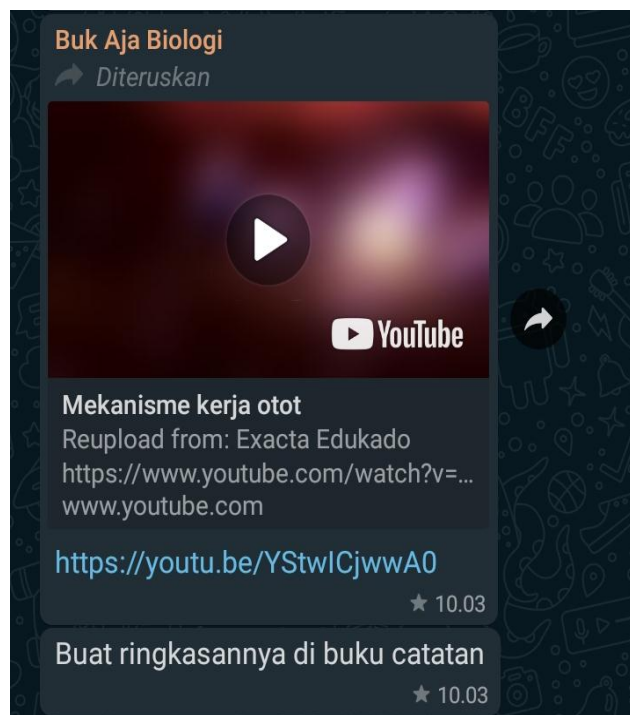 Buk Aja Biologi
Diteruskan
YouTube
Mekanisme kerja otot
Reupload from: Exacta Edukado
https://www.youtube.com/watch?v=...
www.youtube.com
https://youtu.be/YStwICjwwA0
10.03
Buat ringkasannya di buku catatan
10.03
BFF